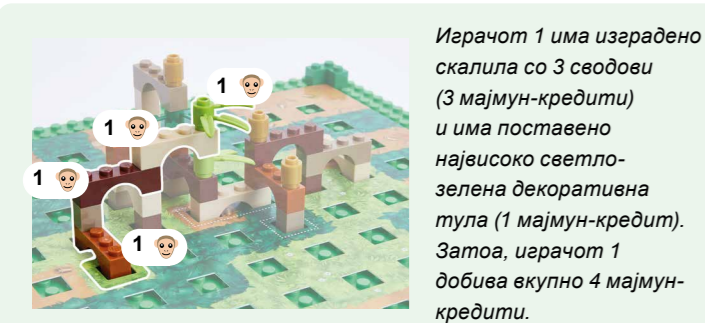 Играчот 1 има изградено
скалила со 3 сводови
(3 мајмун-кредити)
и има поставено
највисоко светло-
зелена декоративна
тула (1 мајмун-кредит).
Затоа, играчот 1
добива вкупно 4 мајмун-
кредити.
1
1
1
1